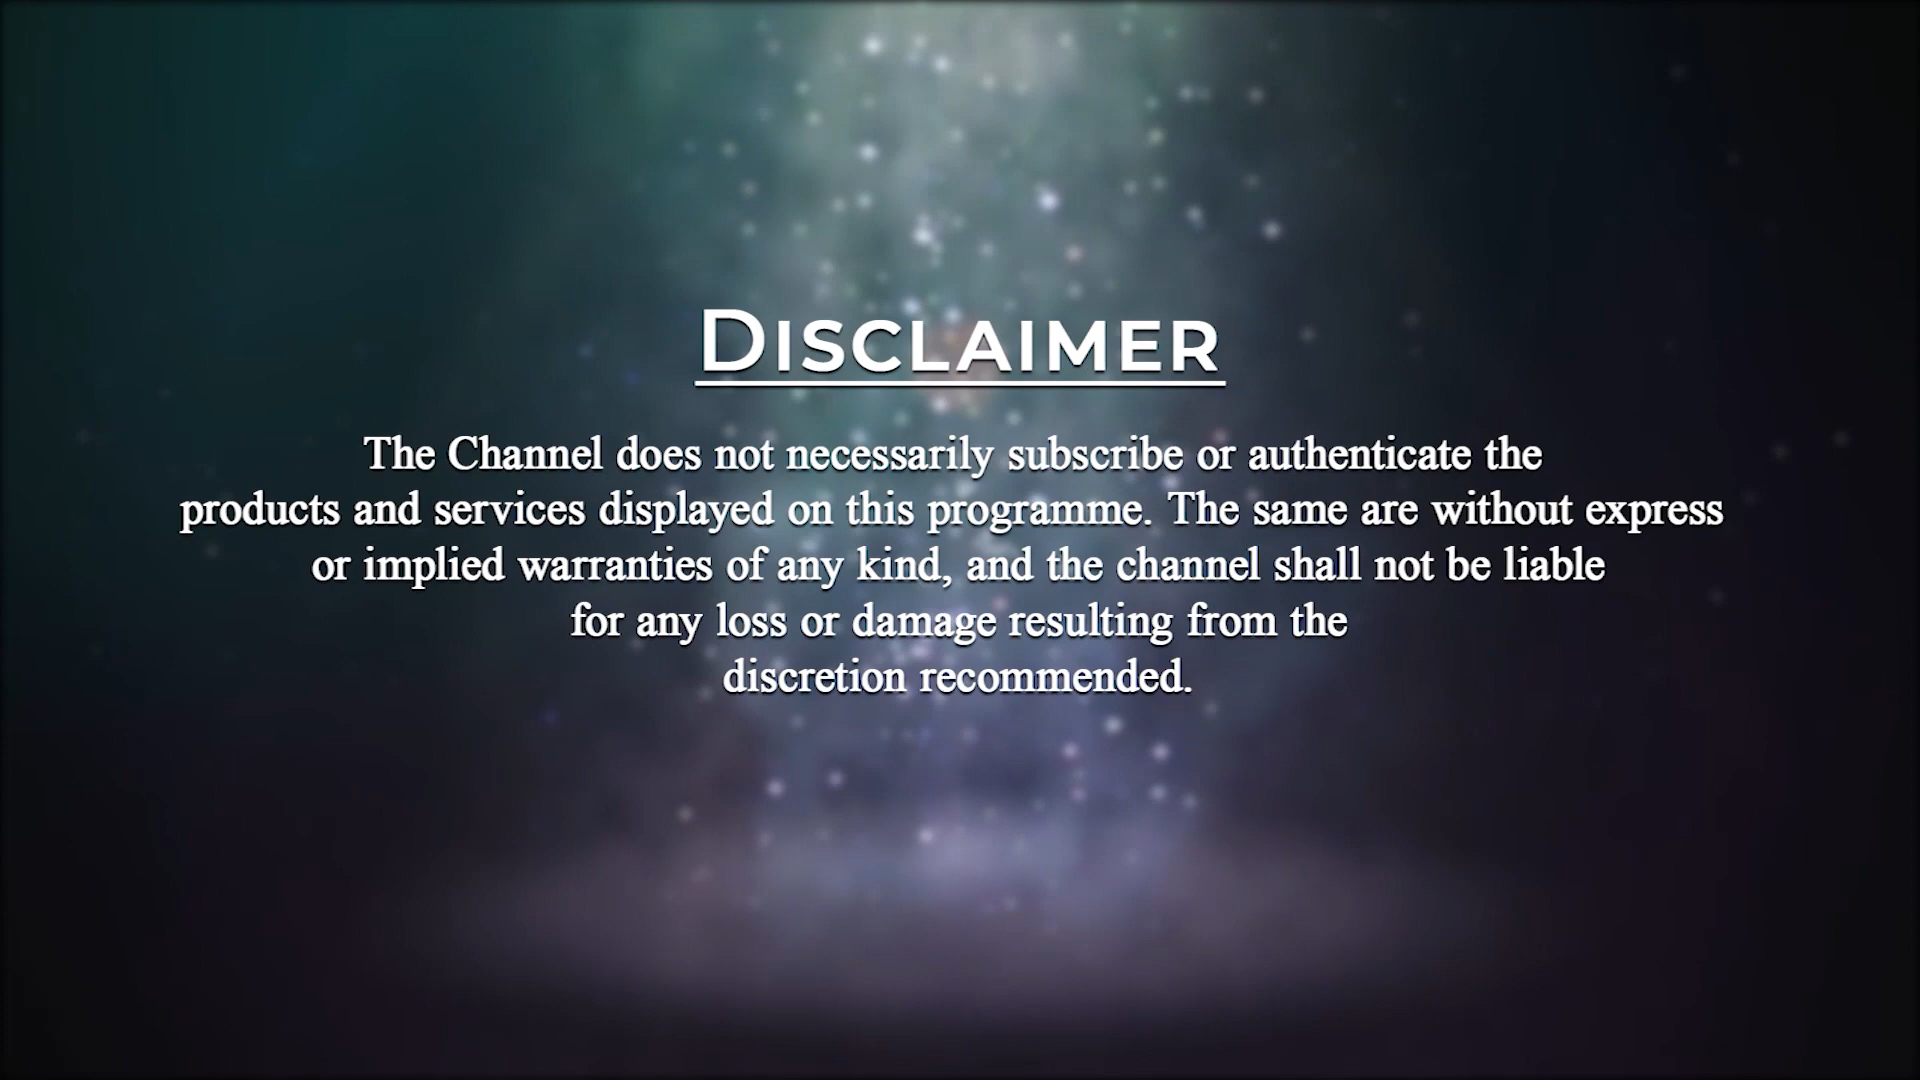 DISCLAIMER
The Channel does not necessarily subscribe or authenticate the
products and services displayed on this programme. The same are without express
or implied warranties of any kind, and the channel shall not be liable
for any loss or damage resulting from the
discretion recommended.